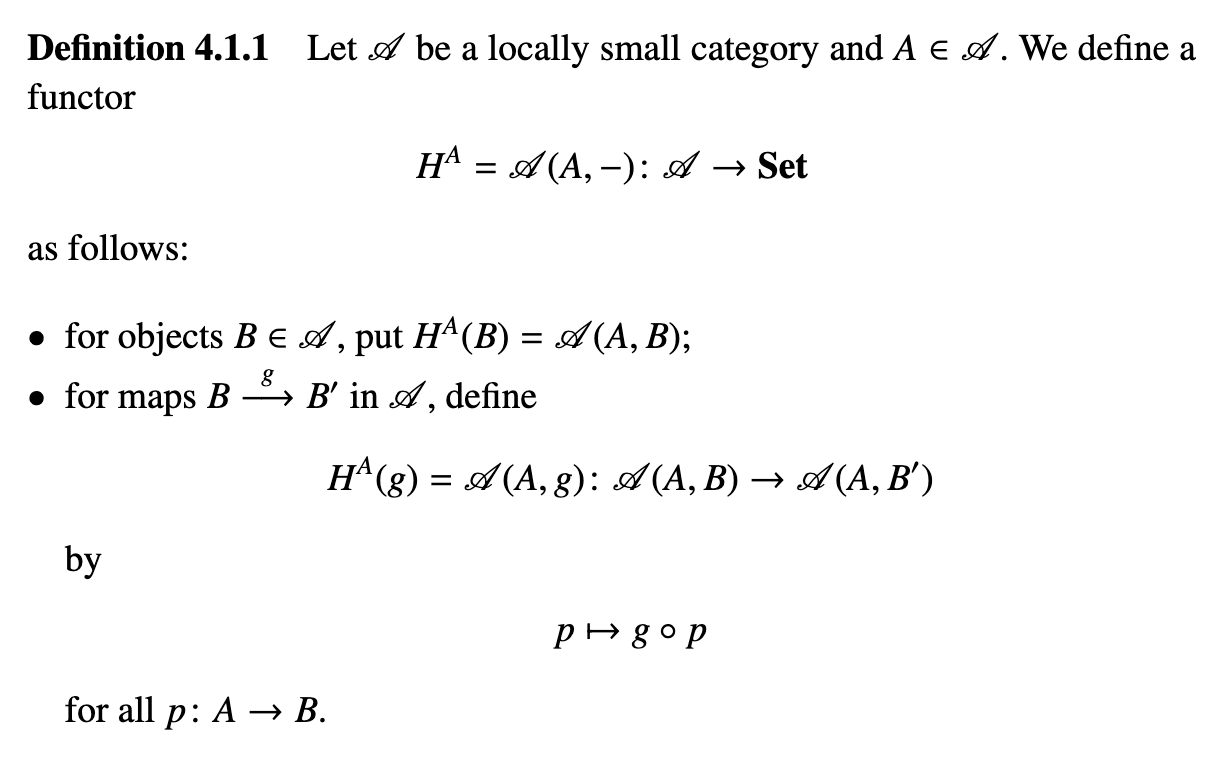 Definition 4.1.1 Let 𝒜 be a locally small category and A ∈ 𝒜. We define a
functor
H^A = 𝒜(A, −): 𝒜 → Set
as follows:
• for objects B ∈ 𝒜, put H^A(B) = 𝒜(A, B);
• for maps B \xrightarrow{g} B′ in 𝒜, define
H^A(g) = 𝒜(A, g): 𝒜(A, B) → 𝒜(A, B′)
by
p ↦ g ∘ p
for all p: A → B.